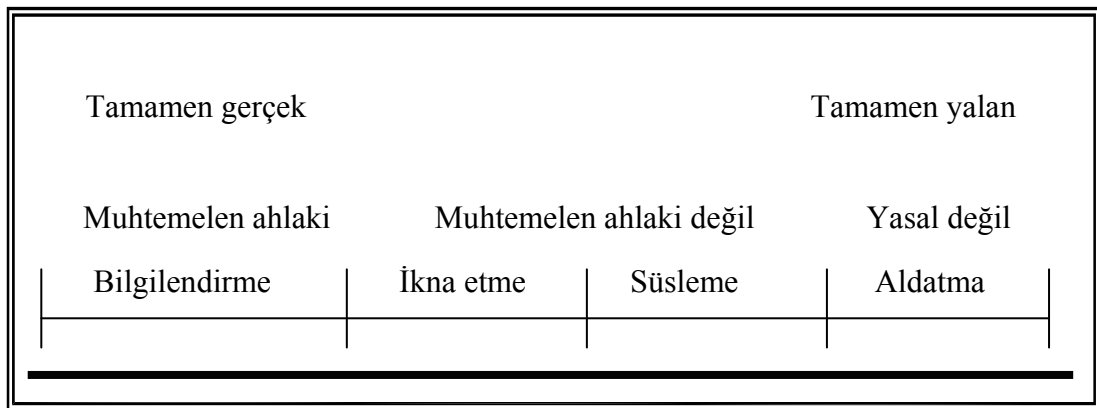 Tamamen gerçek Tamamen yalan
Muhtemelen ahlaki Muhtemelen ahlaki değil Yasal değil
Bilgilendirme İkna etme Süsleme Aldatma